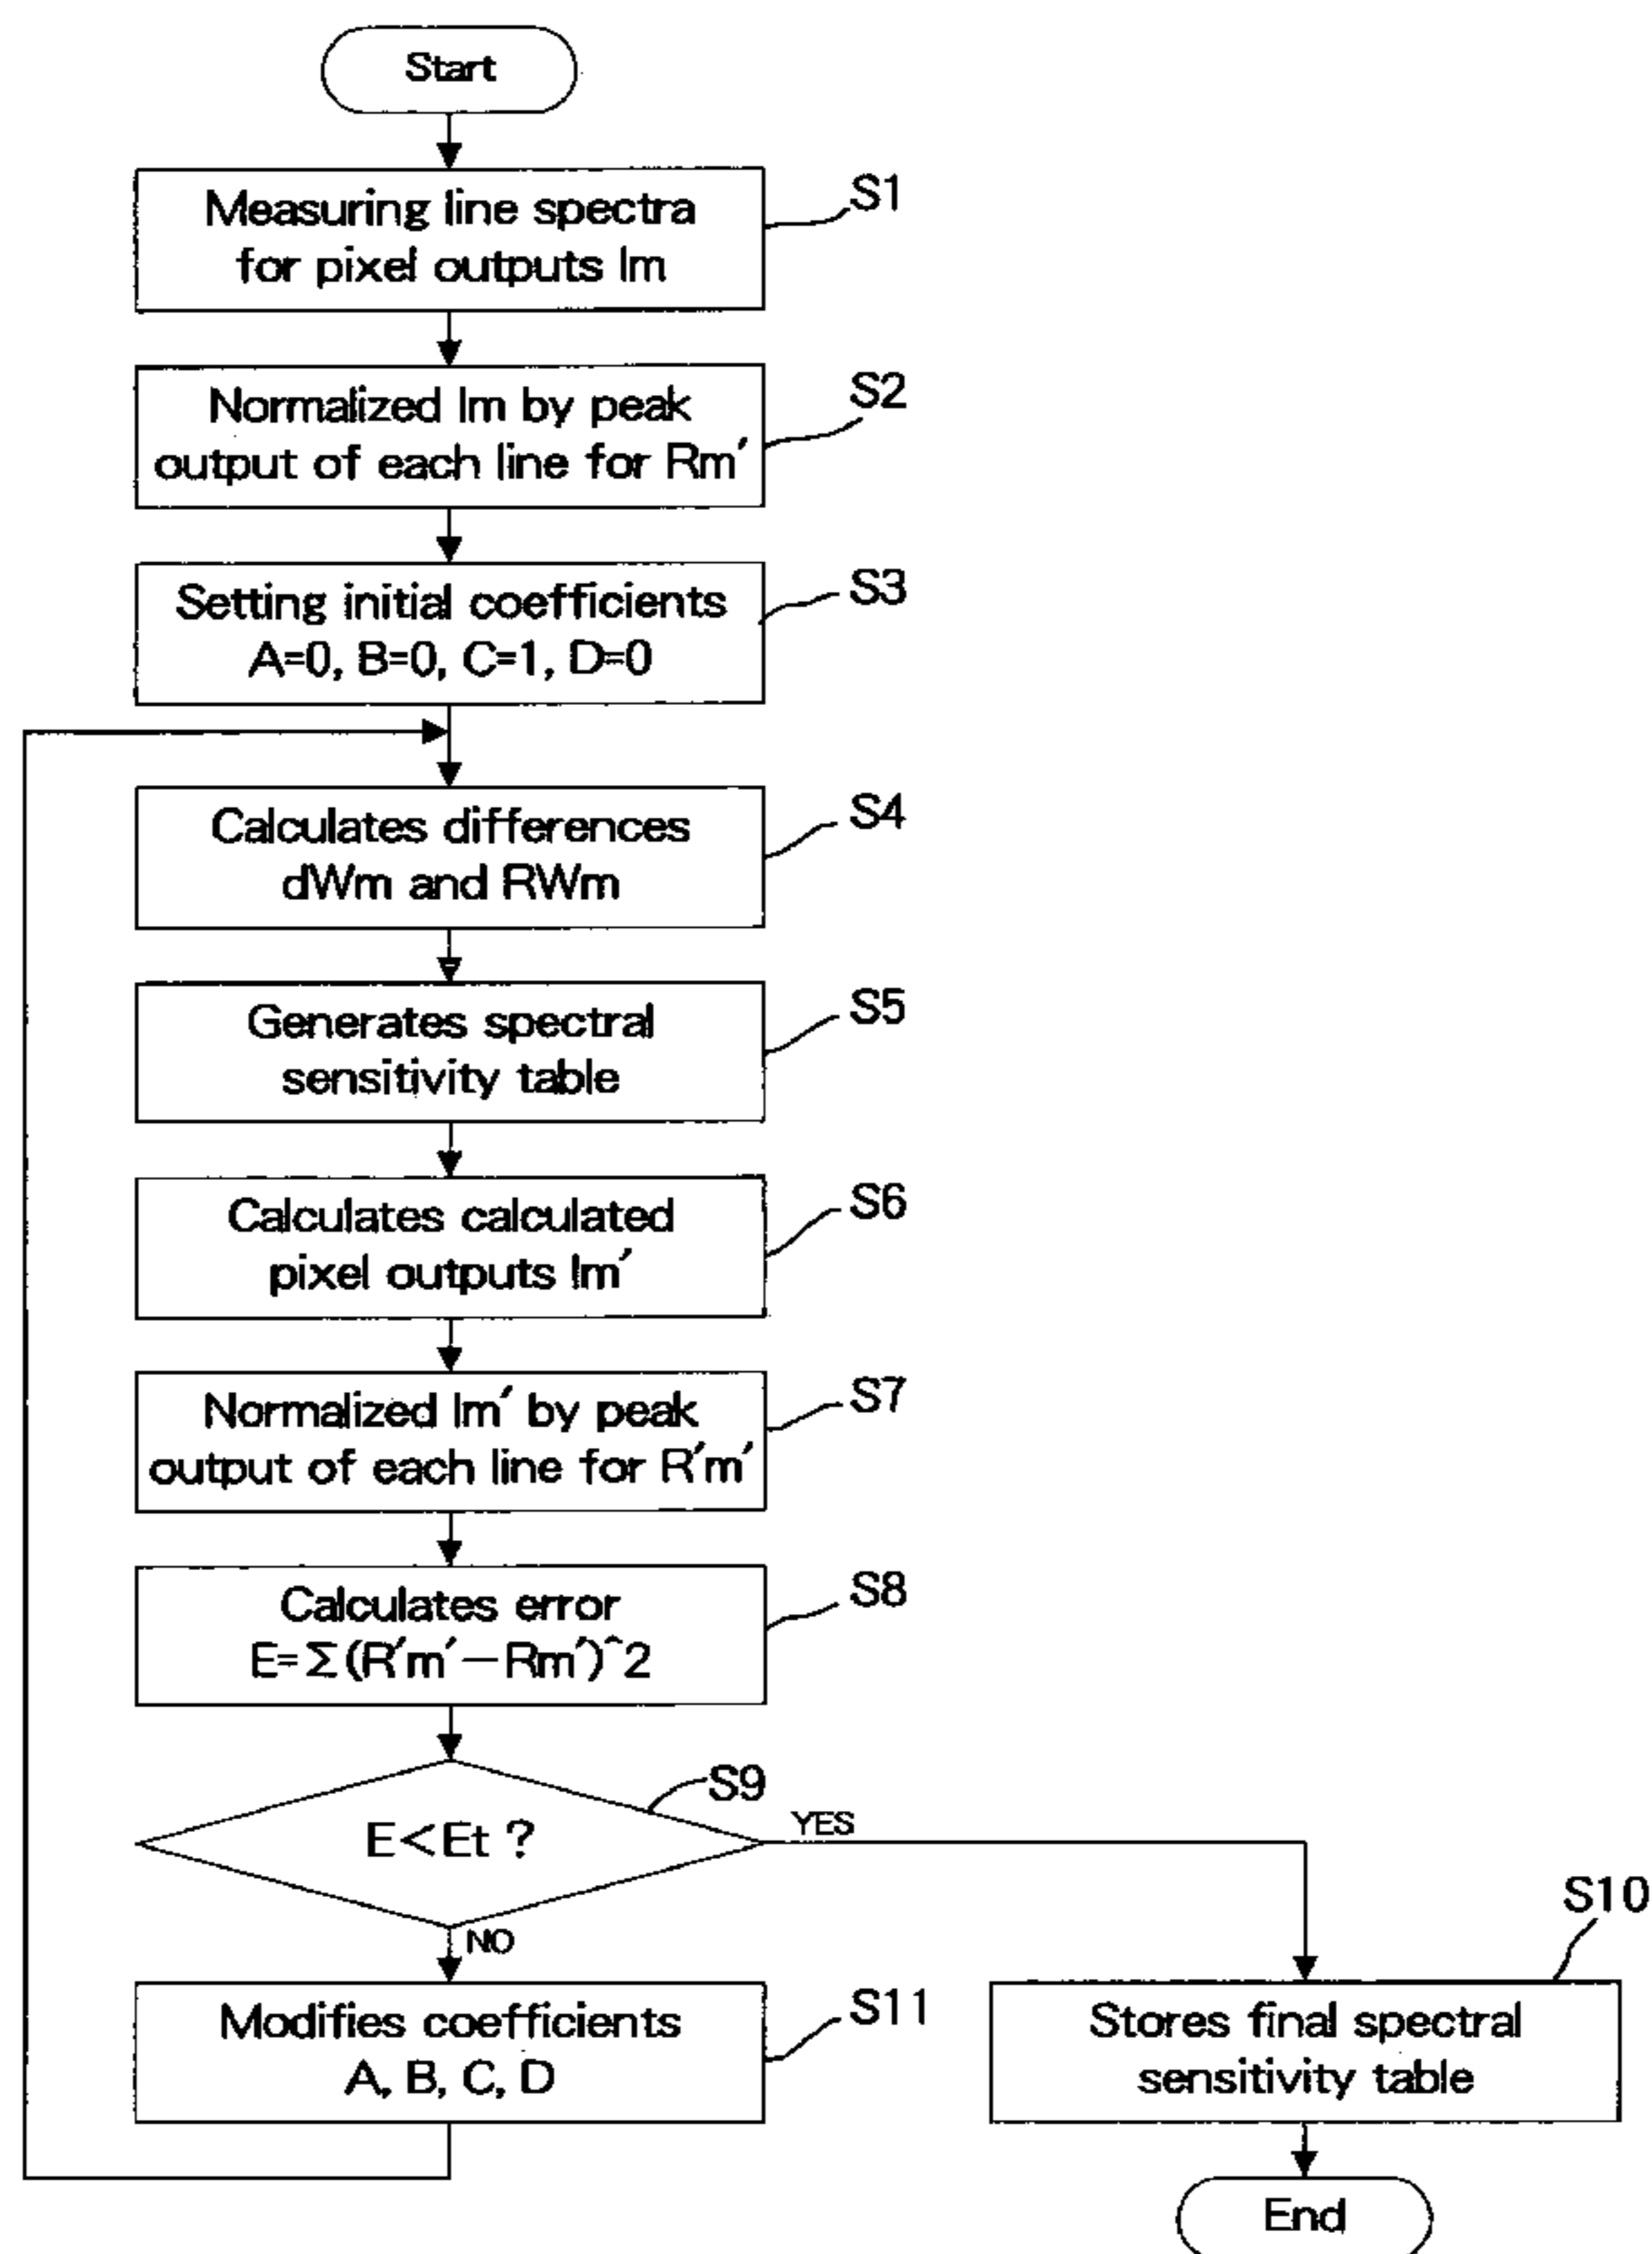 Start
Measuring line spectra
for pixel outputs Im
S1
Normalized Im by peak
output of each line for Rm′
S2
Setting initial coefficients
A=0, B=0, C=1, D=0
S3
Calculates differences
dWm and RWm
S4
Generates spectral
sensitivity table
S5
Calculates calculated
pixel outputs Im′
S6
Normalized Im′ by peak
output of each line for R′m′
S7
Calculates error
E=Σ(R′m′−Rm′)^2
S8
E<Et ?
S9
YES
NO
Modifies coefficients
A, B, C, D
S11
Stores final spectral
sensitivity table
S10
End